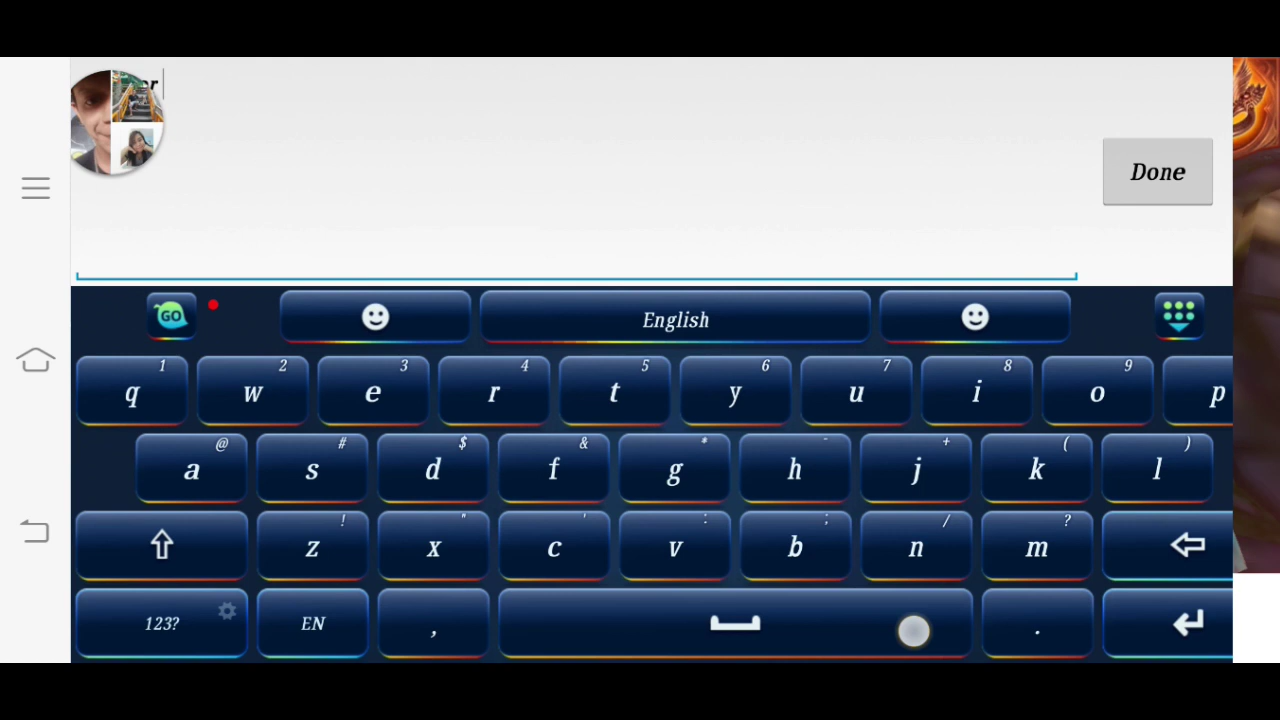 Done
GO English
1 2 3 4 5 6 7 8 9
q w e r t y u i o p
@ # $ & * - + ( )
a s d f g h j k l
! " ' : ; / ?
z x c v b n m
123? EN , .